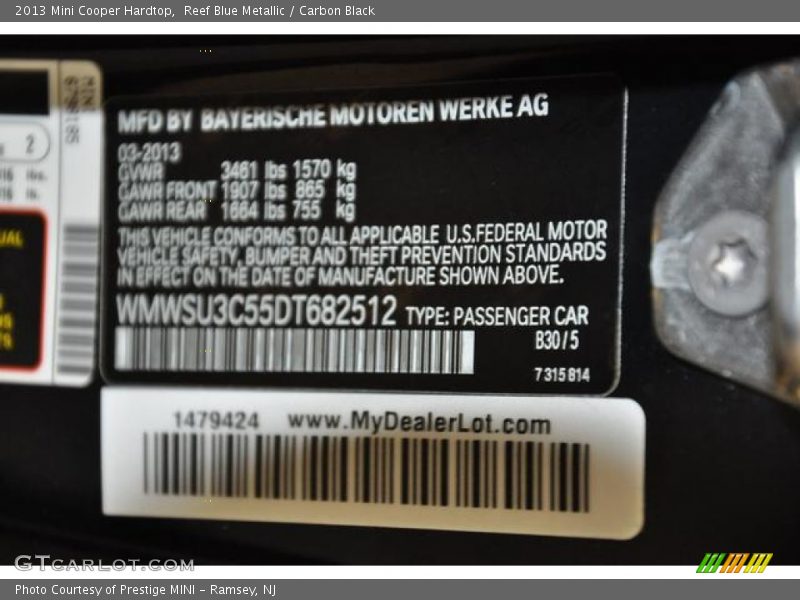 2013 Mini Cooper Hardtop,  Reef Blue Metallic / Carbon Black
MFD BY BAYERISCHE MOTOREN WERKE AG
03-2013
GVWR 3461 lbs 1570 kg
GAWR FRONT 1907 lbs 865 kg
GAWR REAR 1664 lbs 755 kg
THIS VEHICLE CONFORMS TO ALL APPLICABLE U.S.FEDERAL MOTOR
VEHICLE SAFETY, BUMPER AND THEFT PREVENTION STANDARDS
IN EFFECT ON THE DATE OF MANUFACTURE SHOWN ABOVE.
WMWSU3C55DT682512 TYPE: PASSENGER CAR
B30/5
7 315 814
1479424 www.MyDealerLot.com
2
GTCARLOT.COM
Photo Courtesy of Prestige MINI - Ramsey, NJ